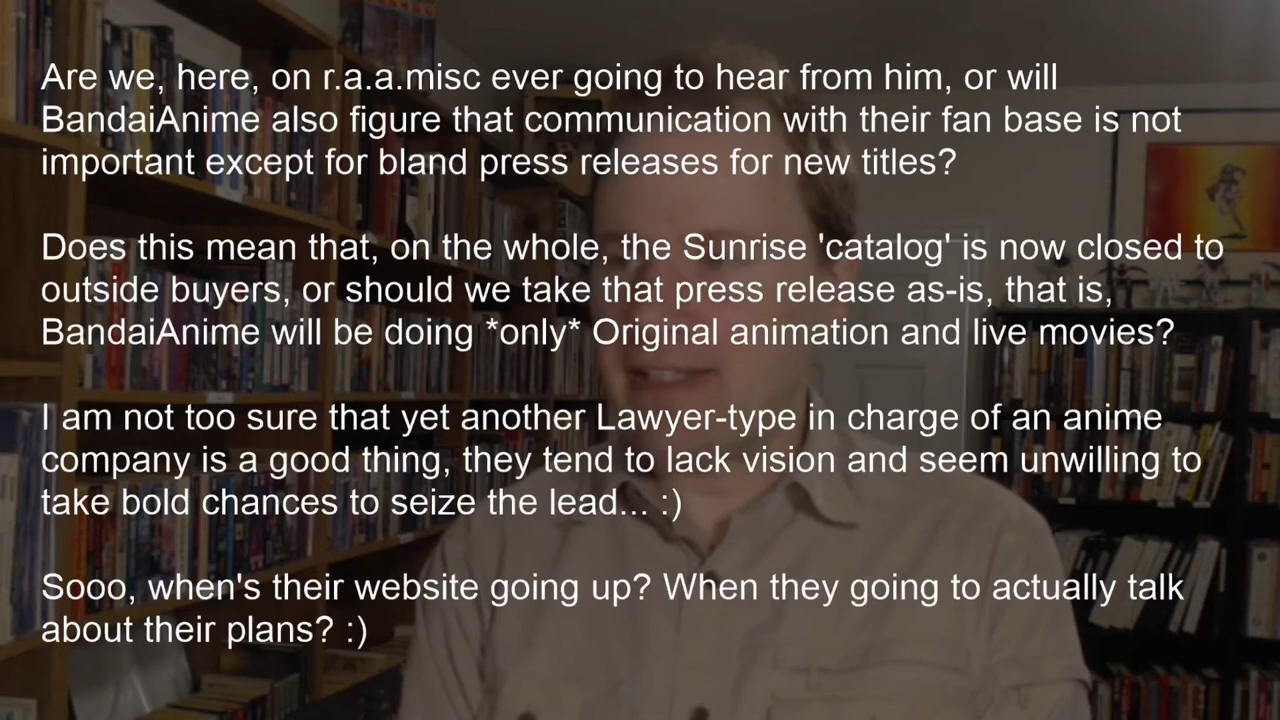 Are we, here, on r.a.a.misc ever going to hear from him, or will
BandaiAnime also figure that communication with their fan base is not
important except for bland press releases for new titles?
Does this mean that, on the whole, the Sunrise 'catalog' is now closed to
outside buyers, or should we take that press release as-is, that is,
BandaiAnime will be doing *only* Original animation and live movies?
I am not too sure that yet another Lawyer-type in charge of an anime
company is a good thing, they tend to lack vision and seem unwilling to
take bold chances to seize the lead... :)
Sooo, when's their website going up? When they going to actually talk
about their plans? :)